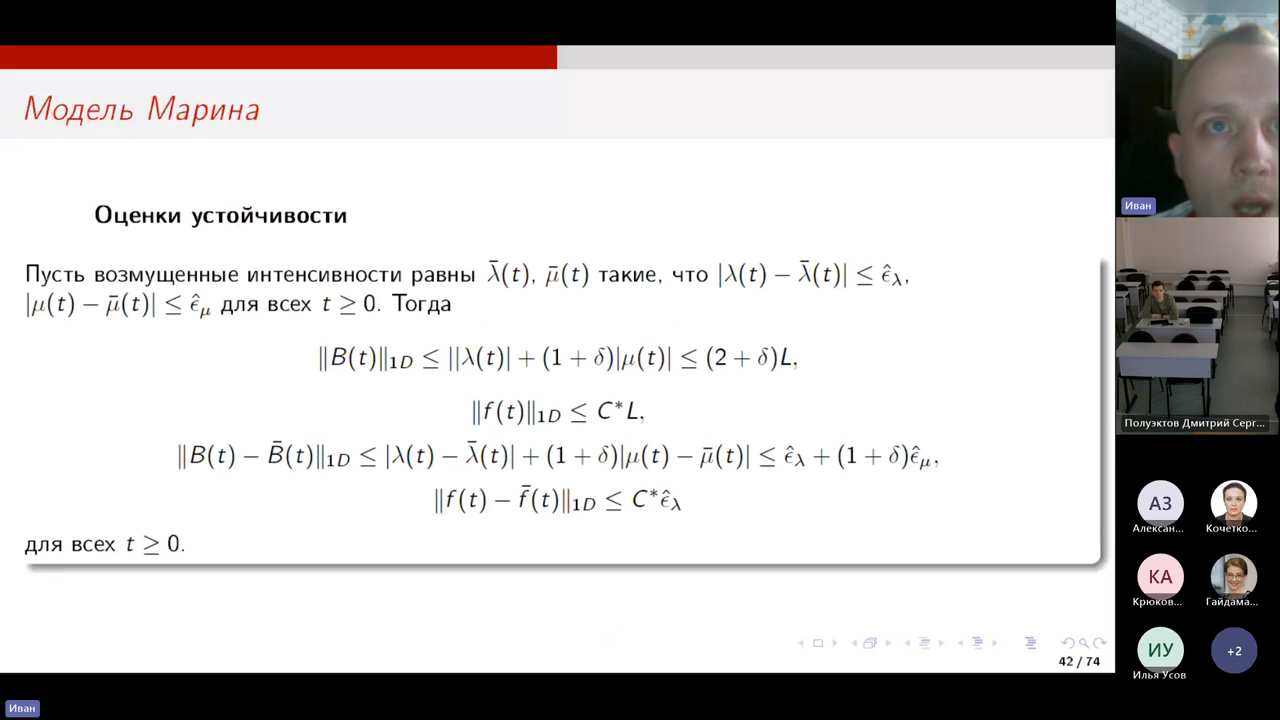 Модель Марина
Оценки устойчивости
Пусть возмущенные интенсивности равны λ̄(t), μ̄(t) такие, что |λ(t) − λ̄(t)| ≤ ε̂_λ,
|μ(t) − μ̄(t)| ≤ ε̂_μ для всех t ≥ 0. Тогда
‖B(t)‖₁D ≤ ||λ(t)| + (1 + δ)|μ(t)| ≤ (2 + δ)L,
‖f(t)‖₁D ≤ C*L,
‖B(t) − B̄(t)‖₁D ≤ |λ(t) − λ̄(t)| + (1 + δ)|μ(t) − μ̄(t)| ≤ ε̂_λ + (1 + δ)ε̂_μ,
‖f(t) − f̄(t)‖₁D ≤ C*ε̂_λ
для всех t ≥ 0.
42 / 74
Иван
Иван
Полуэктов Дмитрий Серг...
АЗ
Алексан...
Кочетко...
КА
Крюков...
Гайдама...
ИУ
Илья Усов
+2